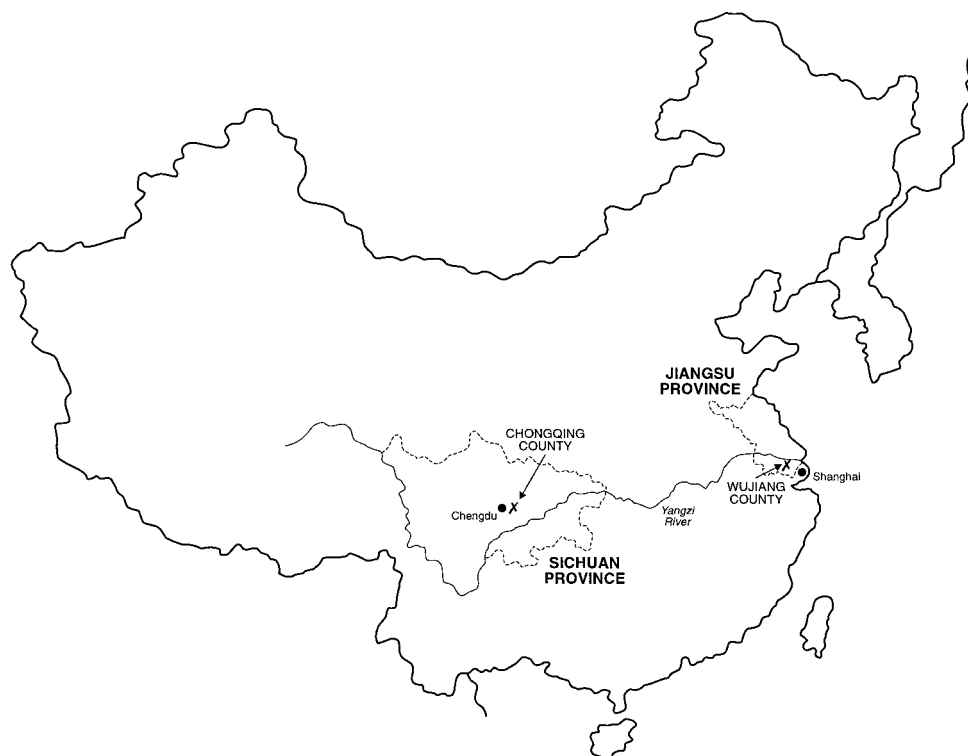 JIANGSU
PROVINCE
CHONGQING
COUNTY
Shanghai
WUJIANG
COUNTY
Chengdu
Yangzi
River
SICHUAN
PROVINCE